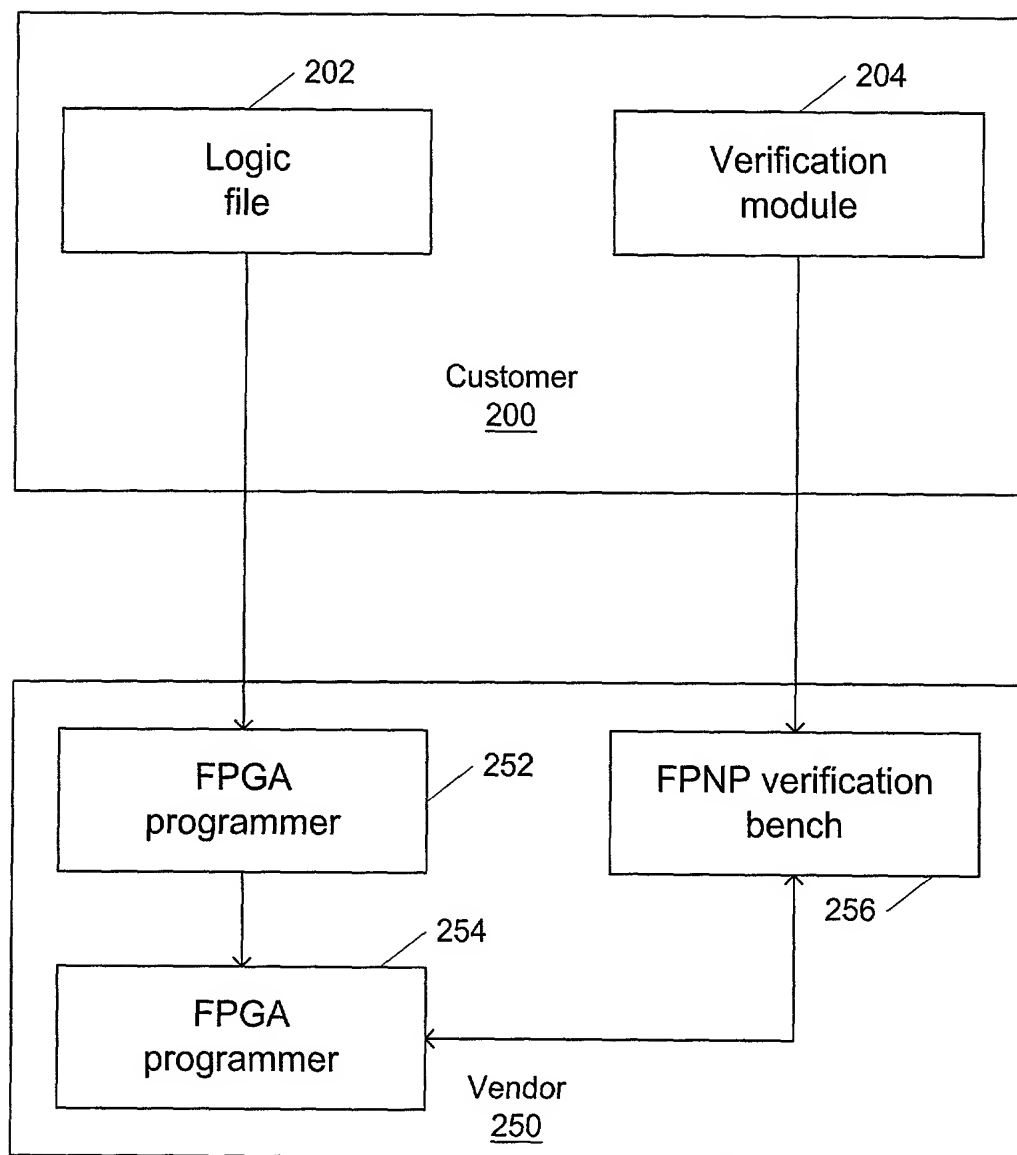 202
204
Logic
file
Verification
module
Customer
200
FPGA
programmer
252
FPNP verification
bench
256
254
FPGA
programmer
Vendor
250